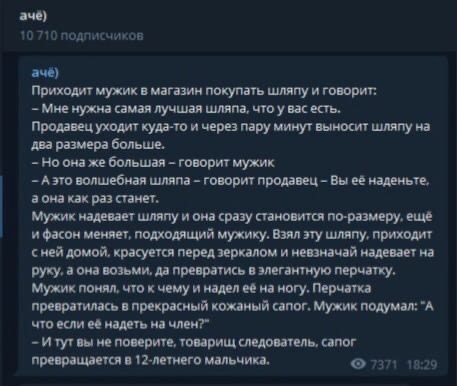 ачё)
10 710 подписчиков
ачё)
Приходит мужик в магазин покупать шляпу и говорит:
– Мне нужна самая лучшая шляпа, что у вас есть.
Продавец уходит куда-то и через пару минут выносит шляпу на
два размера больше.
– Но она же большая – говорит мужик
– А это волшебная шляпа – говорит продавец – Вы её наденьте,
а она как раз станет.
Мужик надевает шляпу и она сразу становится по-размеру, ещё
и фасон меняет, подходящий мужику. Взял эту шляпу, приходит
с ней домой, красуется перед зеркалом и невзначай надевает на
руку, а она возьми, да превратись в элегантную перчатку.
Мужик понял, что к чему и надел её на ногу. Перчатка
превратилась в прекрасный кожаный сапог. Мужик подумал: "А
что если её надеть на член?"
– И тут вы не поверите, товарищ следователь, сапог
превращается в 12-летнего мальчика.
7371 18:29